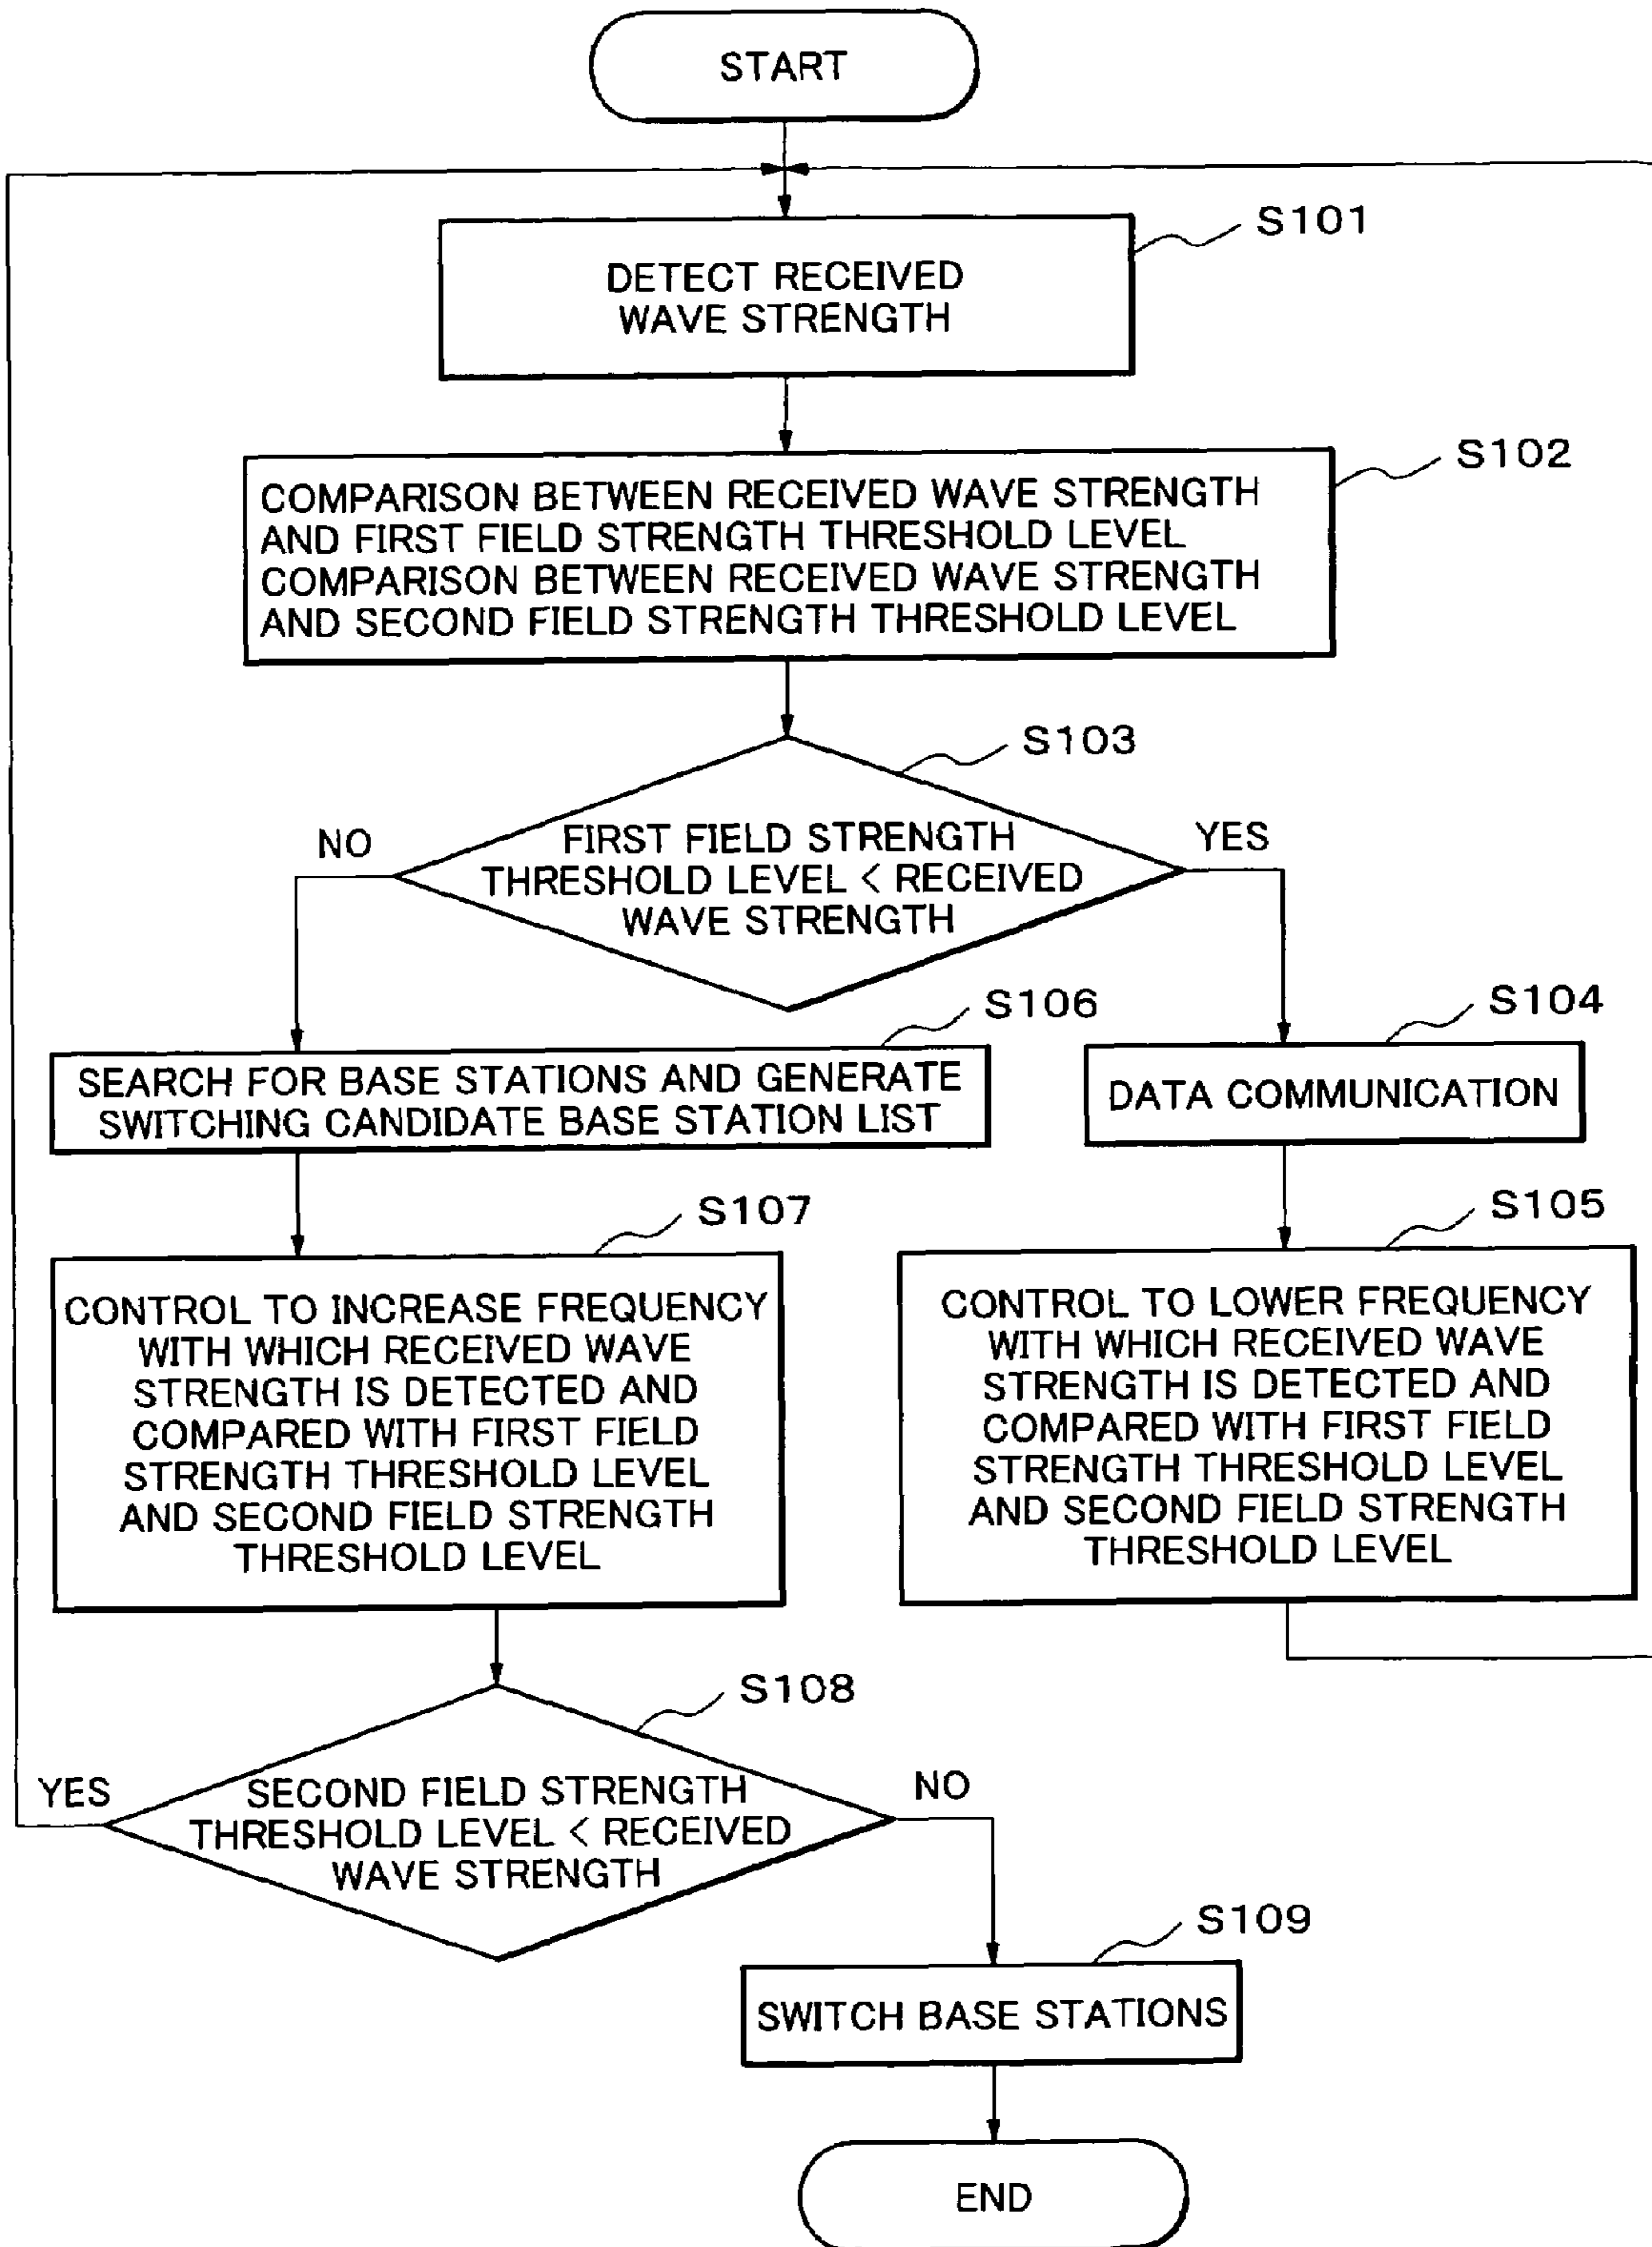 START
S101
DETECT RECEIVED
WAVE STRENGTH
S102
COMPARISON BETWEEN RECEIVED WAVE STRENGTH
AND FIRST FIELD STRENGTH THRESHOLD LEVEL
COMPARISON BETWEEN RECEIVED WAVE STRENGTH
AND SECOND FIELD STRENGTH THRESHOLD LEVEL
S103
NO
FIRST FIELD STRENGTH
THRESHOLD LEVEL < RECEIVED
WAVE STRENGTH
YES
S106
SEARCH FOR BASE STATIONS AND GENERATE
SWITCHING CANDIDATE BASE STATION LIST
S104
DATA COMMUNICATION
S107
CONTROL TO INCREASE FREQUENCY
WITH WHICH RECEIVED WAVE
STRENGTH IS DETECTED AND
COMPARED WITH FIRST FIELD
STRENGTH THRESHOLD LEVEL
AND SECOND FIELD STRENGTH
THRESHOLD LEVEL
S105
CONTROL TO LOWER FREQUENCY
WITH WHICH RECEIVED WAVE
STRENGTH IS DETECTED AND
COMPARED WITH FIRST FIELD
STRENGTH THRESHOLD LEVEL
AND SECOND FIELD STRENGTH
THRESHOLD LEVEL
S108
YES
SECOND FIELD STRENGTH
THRESHOLD LEVEL < RECEIVED
WAVE STRENGTH
NO
S109
SWITCH BASE STATIONS
END